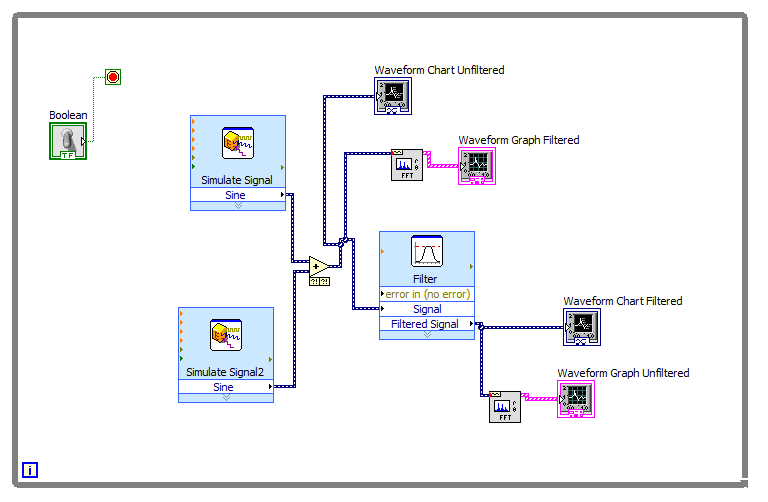 Waveform Chart Unfiltered
Boolean
TF
Waveform Graph Filtered
FFT
Simulate Signal
Sine
+
?! ?!
Filter
error in (no error)
Signal
Filtered Signal
Waveform Chart Filtered
Simulate Signal2
Sine
Waveform Graph Unfiltered
FFT
i